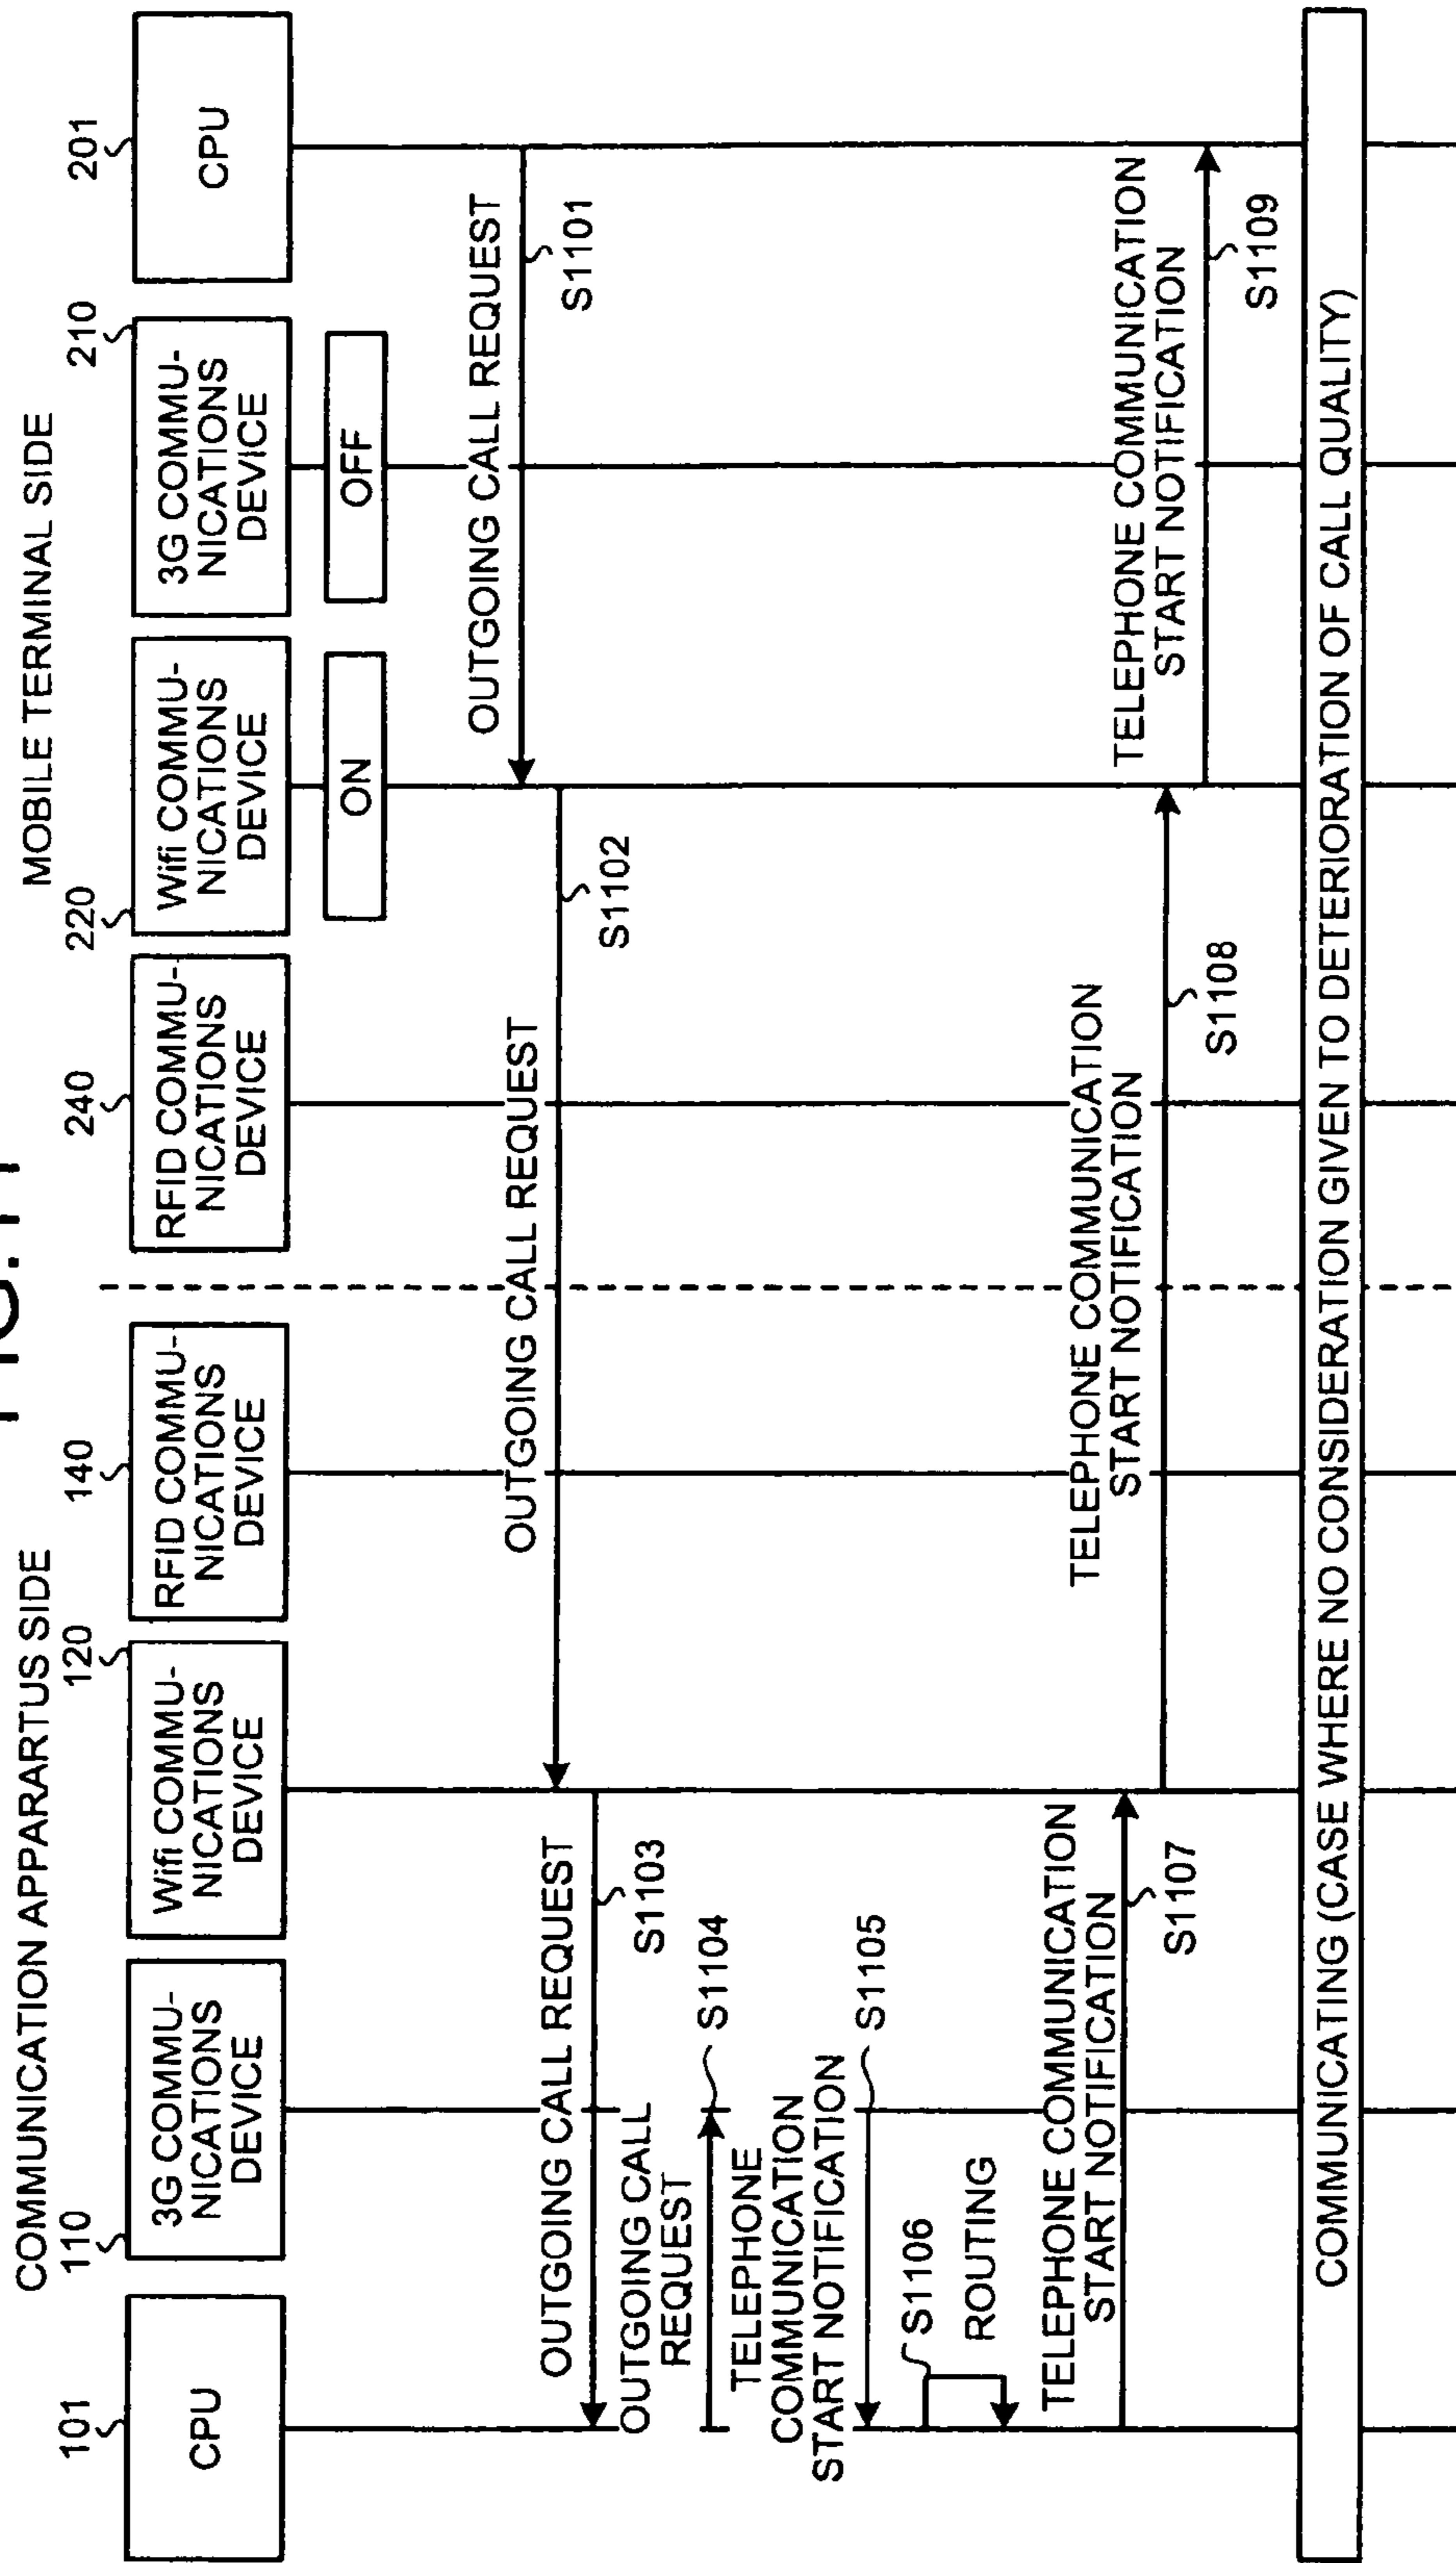 FIG. 11
COMMUNICATION APPARARTUS SIDE
MOBILE TERMINAL SIDE
101
110
120
140
240
220
210
201
CPU
3G COMMU-
NICATIONS
DEVICE
Wifi COMMU-
NICATIONS
DEVICE
RFID COMMU-
NICATIONS
DEVICE
RFID COMMU-
NICATIONS
DEVICE
Wifi COMMU-
NICATIONS
DEVICE
3G COMMU-
NICATIONS
DEVICE
CPU
ON
OFF
OUTGOING CALL REQUEST
S1101
OUTGOING CALL REQUEST
S1102
OUTGOING CALL REQUEST
S1103
OUTGOING CALL
REQUEST
S1104
TELEPHONE
COMMUNICATION
START NOTIFICATION
S1105
S1106
ROUTING
TELEPHONE COMMUNICATION
START NOTIFICATION
S1107
TELEPHONE COMMUNICATION
START NOTIFICATION
S1108
TELEPHONE COMMUNICATION
START NOTIFICATION
S1109
COMMUNICATING (CASE WHERE NO CONSIDERATION GIVEN TO DETERIORATION OF CALL QUALITY)